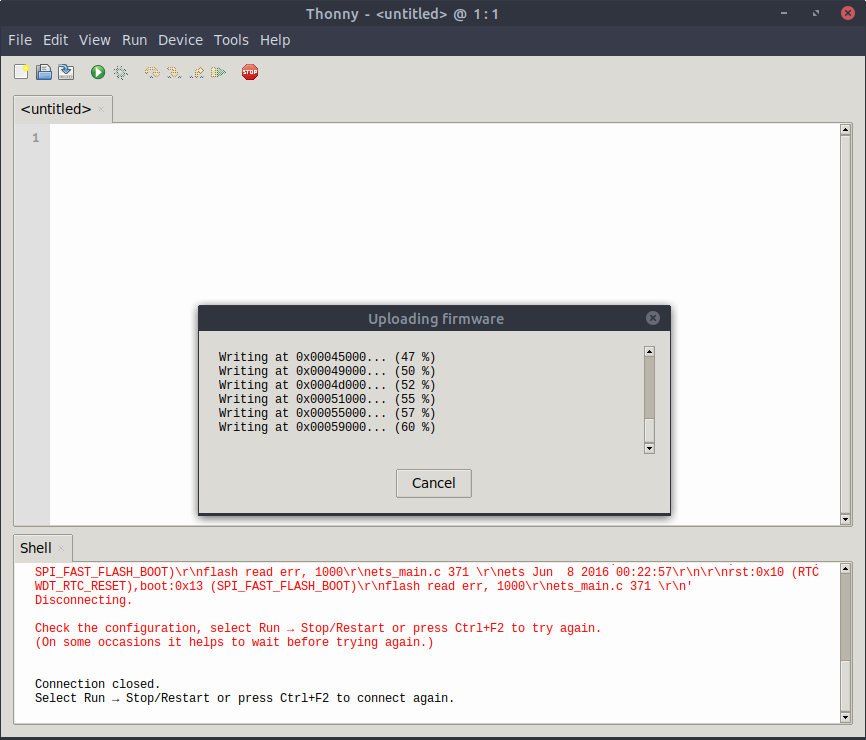 Thonny - <untitled> @ 1:1
File Edit View Run Device Tools Help
STOP
<untitled>
1
Uploading firmware
Writing at 0x00045000... (47 %)
Writing at 0x00049000... (50 %)
Writing at 0x0004d000... (52 %)
Writing at 0x00051000... (55 %)
Writing at 0x00055000... (57 %)
Writing at 0x00059000... (60 %)
Cancel
Shell
SPI_FAST_FLASH_BOOT)\r\nflash read err, 1000\r\nets_main.c 371 \r\nets Jun  8 2016 00:22:57\r\n\r\nrst:0x10 (RTC
WDT_RTC_RESET),boot:0x13 (SPI_FAST_FLASH_BOOT)\r\nflash read err, 1000\r\nets_main.c 371 \r\n'
Disconnecting.
Check the configuration, select Run → Stop/Restart or press Ctrl+F2 to try again.
(On some occasions it helps to wait before trying again.)
Connection closed.
Select Run → Stop/Restart or press Ctrl+F2 to connect again.